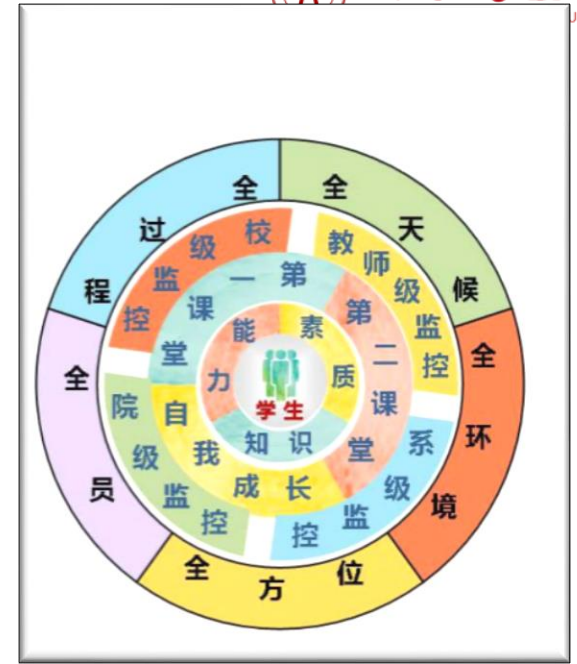 全过程
全天候
全环境
全方位
全员
校级监控
教师级监控
系级监控
院级监控
第一课堂
第二课堂
自我成长
能力
素质
知识
学生